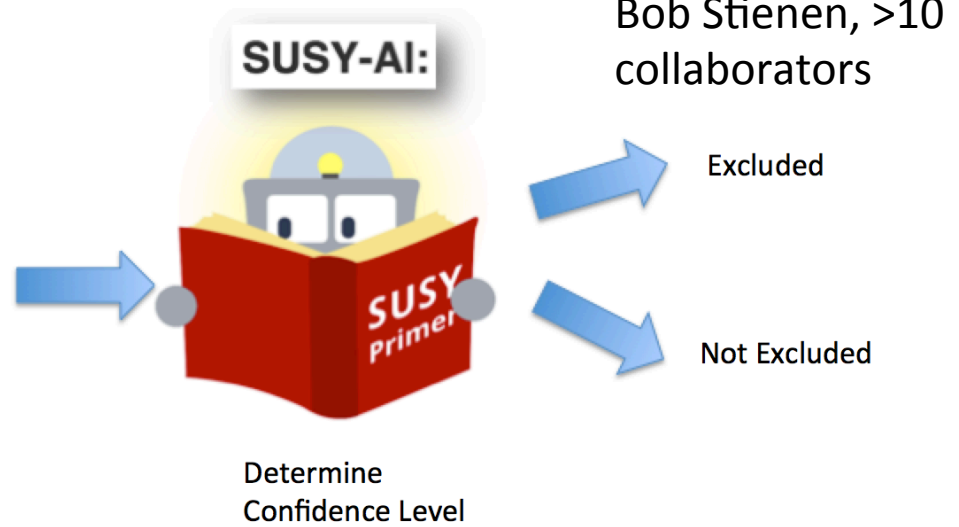 Bob Stienen, >10
collaborators
SUSY-AI:
Excluded
SUSY
Primer
Not Excluded
Determine
Confidence Level